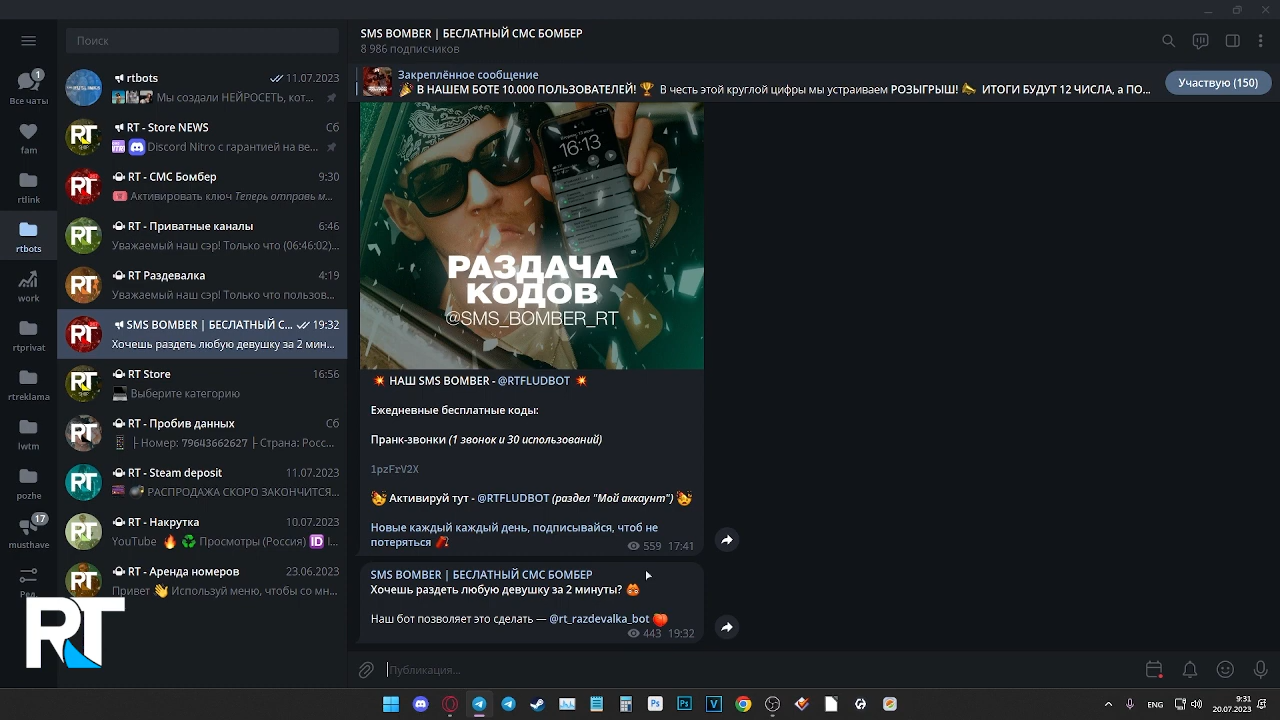 Поиск
SMS BOMBER | БЕСЛАТНЫЙ СМС БОМБЕР
8 986 подписчиков
Закреплённое сообщение
В НАШЕМ БОТЕ 10.000 ПОЛЬЗОВАТЕЛЕЙ! В честь этой круглой цифры мы устраиваем РОЗЫГРЫШ! ИТОГИ БУДУТ 12 ЧИСЛА, а ПО...
Участвую (150)
1
Все чаты
fam
rtlink
rtbots
work
rtprivat
rtreklama
lwtm
pozhe
17
musthave
Ред.
rtbots 11.07.2023
Мы создали НЕЙРОСЕТЬ, кот...
RT - Store NEWS Сб
Discord Nitro с гарантией на ве...
RT - СМС Бомбер 9:30
Активировать ключ Теперь отправь м...
RT - Приватные каналы 6:46
Уважаемый наш сэр! Только что (06:46:02)...
RT Раздевалка 4:19
Уважаемый наш сэр! Только что пользов...
SMS BOMBER | БЕСЛАТНЫЙ С... 19:32
Хочешь раздеть любую девушку за 2 мин...
RT Store 16:56
Выберите категорию
RT - Пробив данных Сб
├ Номер: 79643662627 ├ Страна: Росс...
RT - Steam deposit 11.07.2023
РАСПРОДАЖА СКОРО ЗАКОНЧИТСЯ...
RT - Накрутка 10.07.2023
YouTube Просмотры (Россия) ID I...
RT - Аренда номеров 23.06.2023
Привет Используй меню, чтобы со мн...
RT
16:13
РАЗДАЧА
КОДОВ
@SMS_BOMBER_RT
НАШ SMS BOMBER - @RTFLUDBOT
Ежедневные бесплатные коды:
Пранк-звонки (1 звонок и 30 использований)
1pzFrV2X
Активируй тут - @RTFLUDBOT (раздел "Мой аккаунт")
Новые каждый каждый день, подписывайся, чтоб не
потеряться
559 17:41
SMS BOMBER | БЕСЛАТНЫЙ СМС БОМБЕР
Хочешь раздеть любую девушку за 2 минуты?
Наш бот позволяет это сделать — @rt_razdevalka_bot
443 19:32
Публикация...
ENG
9:31
20.07.2023